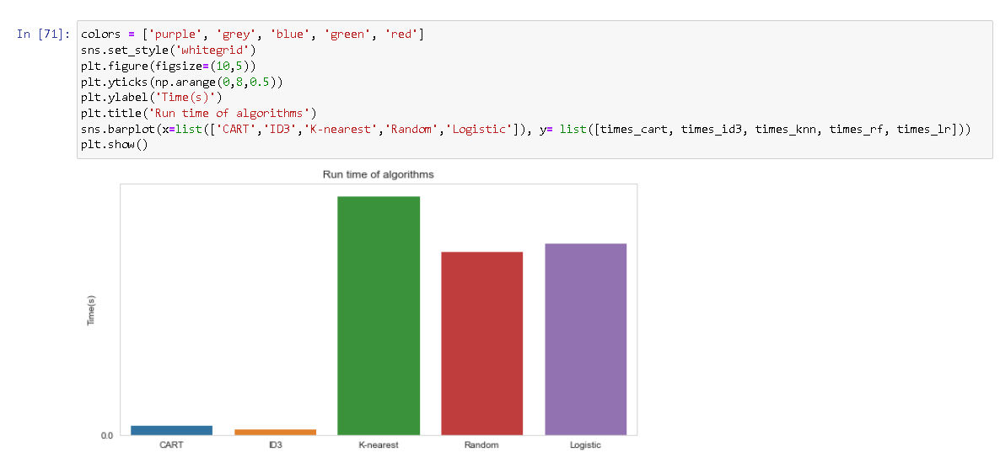 In [71]: colors = ['purple', 'grey', 'blue', 'green', 'red']
sns.set_style('whitegrid')
plt.figure(figsize=(10,5))
plt.yticks(np.arange(0,8,0.5))
plt.ylabel('Time(s)')
plt.title('Run time of algorithms')
sns.barplot(x=list(['CART','ID3','K-nearest','Random','Logistic']), y= list([times_cart, times_id3, times_knn, times_rf, times_lr]))
plt.show()
Run time of algorithms
Time(s)
0.0
CART ID3 K-nearest Random Logistic